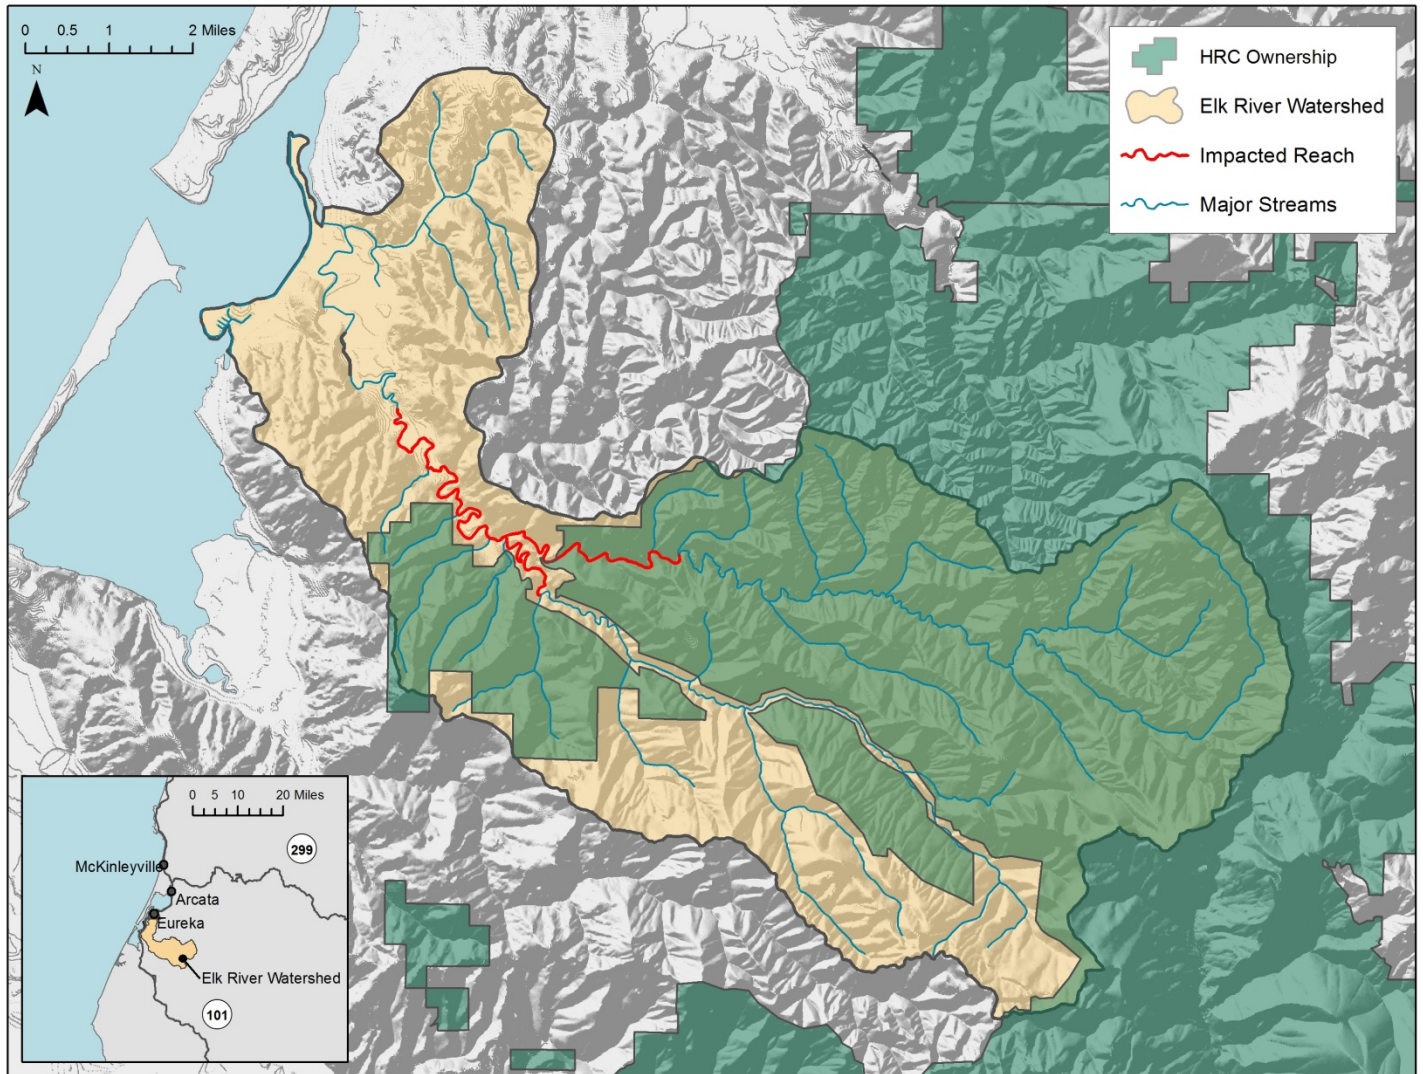 0 0.5 1 2 Miles
N
HRC Ownership
Elk River Watershed
Impacted Reach
Major Streams
0 5 10 20 Miles
299
McKinleyville
Arcata
Eureka
Elk River Watershed
101